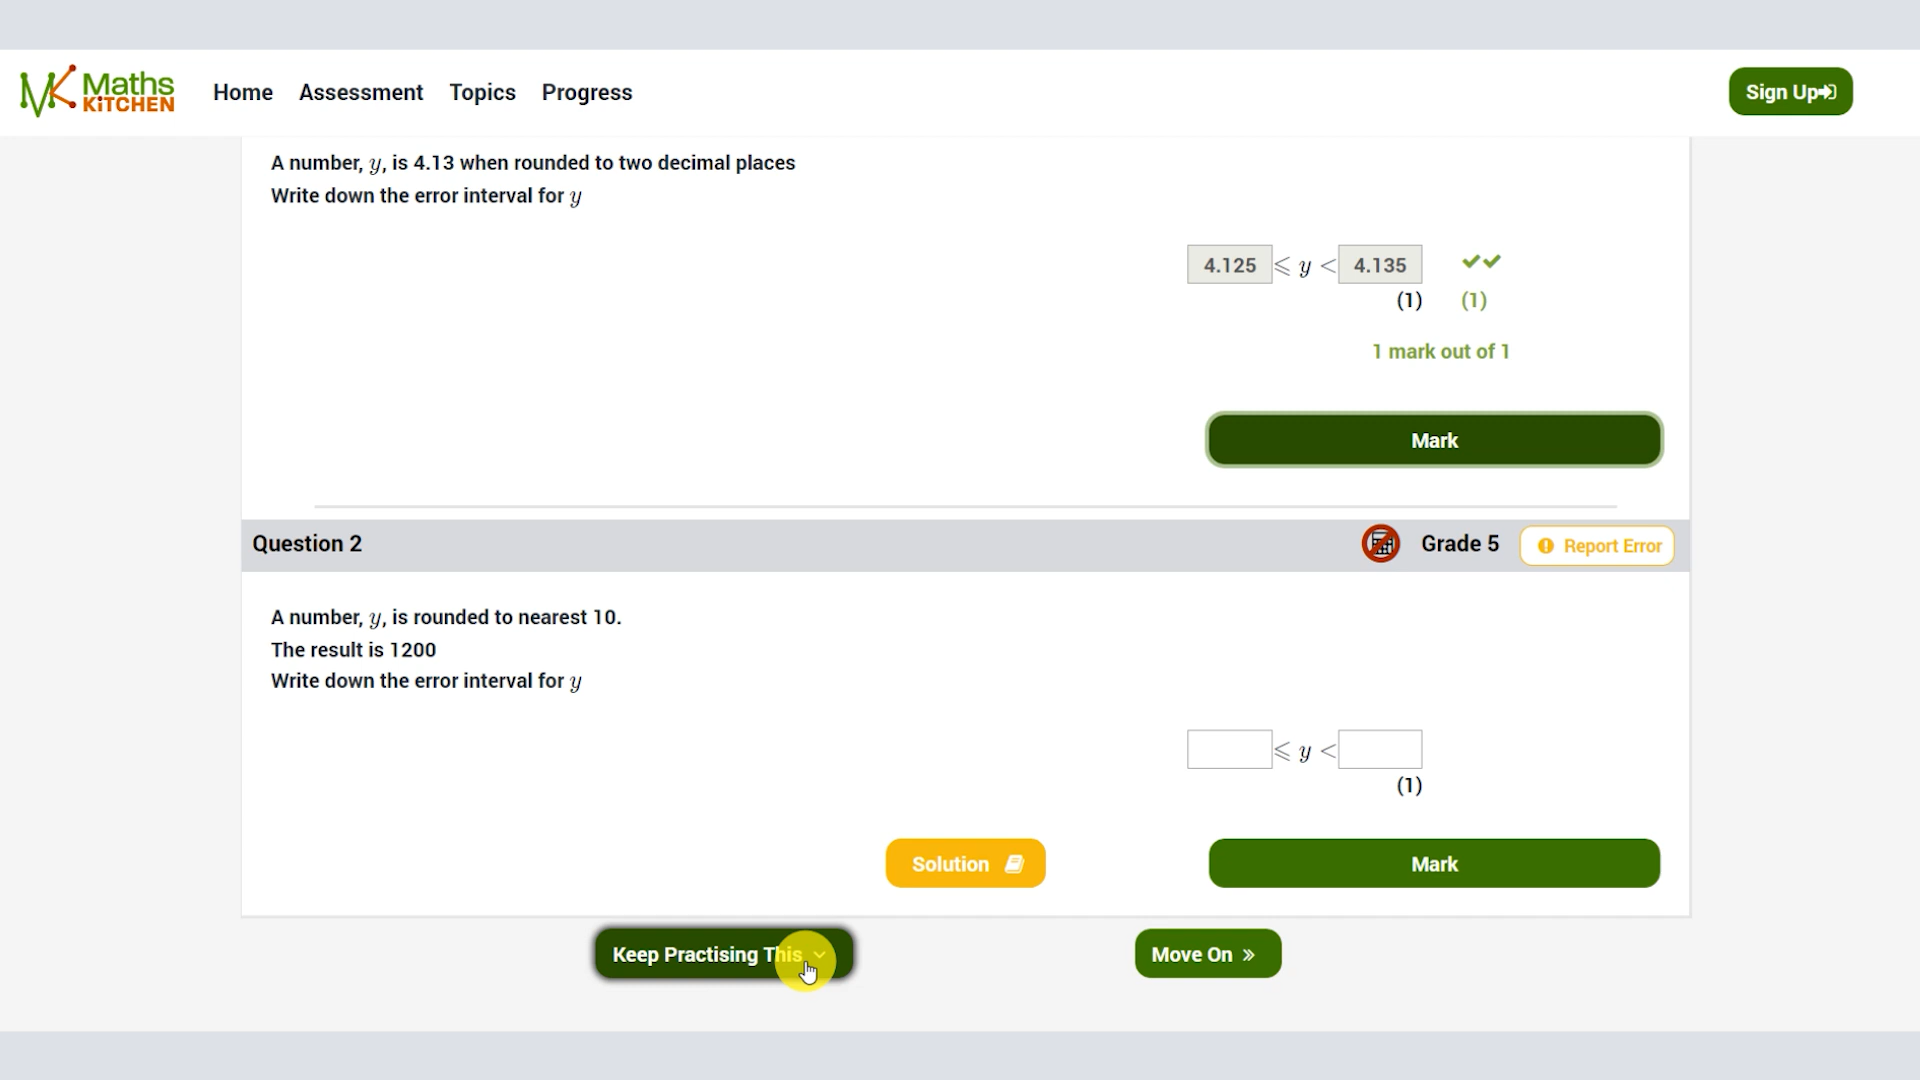 Maths
KiTCHEN
Home Assessment Topics Progress
Sign Up
A number, y, is 4.13 when rounded to two decimal places
Write down the error interval for y
4.125 ⩽ y < 4.135
(1) (1)
1 mark out of 1
Mark
Question 2
Grade 5
Report Error
A number, y, is rounded to nearest 10.
The result is 1200
Write down the error interval for y
⩽ y <
(1)
Solution
Mark
Keep Practising This
Move On »